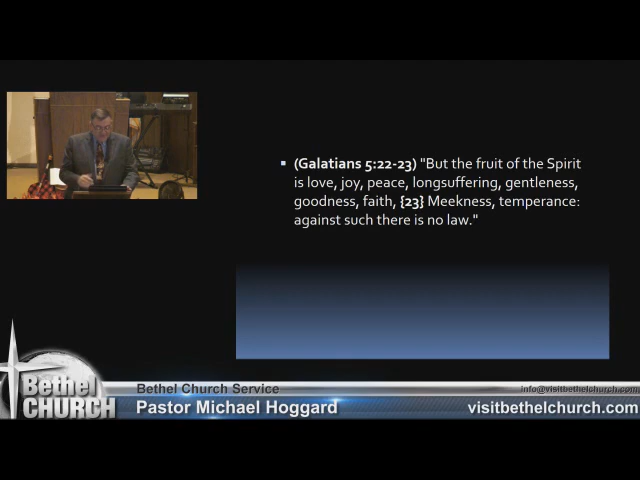 ▪ (Galatians 5:22-23) "But the fruit of the Spirit
is love, joy, peace, longsuffering, gentleness,
goodness, faith, {23} Meekness, temperance:
against such there is no law."
Bethel
CHURCH
Bethel Church Service
info@visitbethelchurch.com
Pastor Michael Hoggard
visitbethelchurch.com